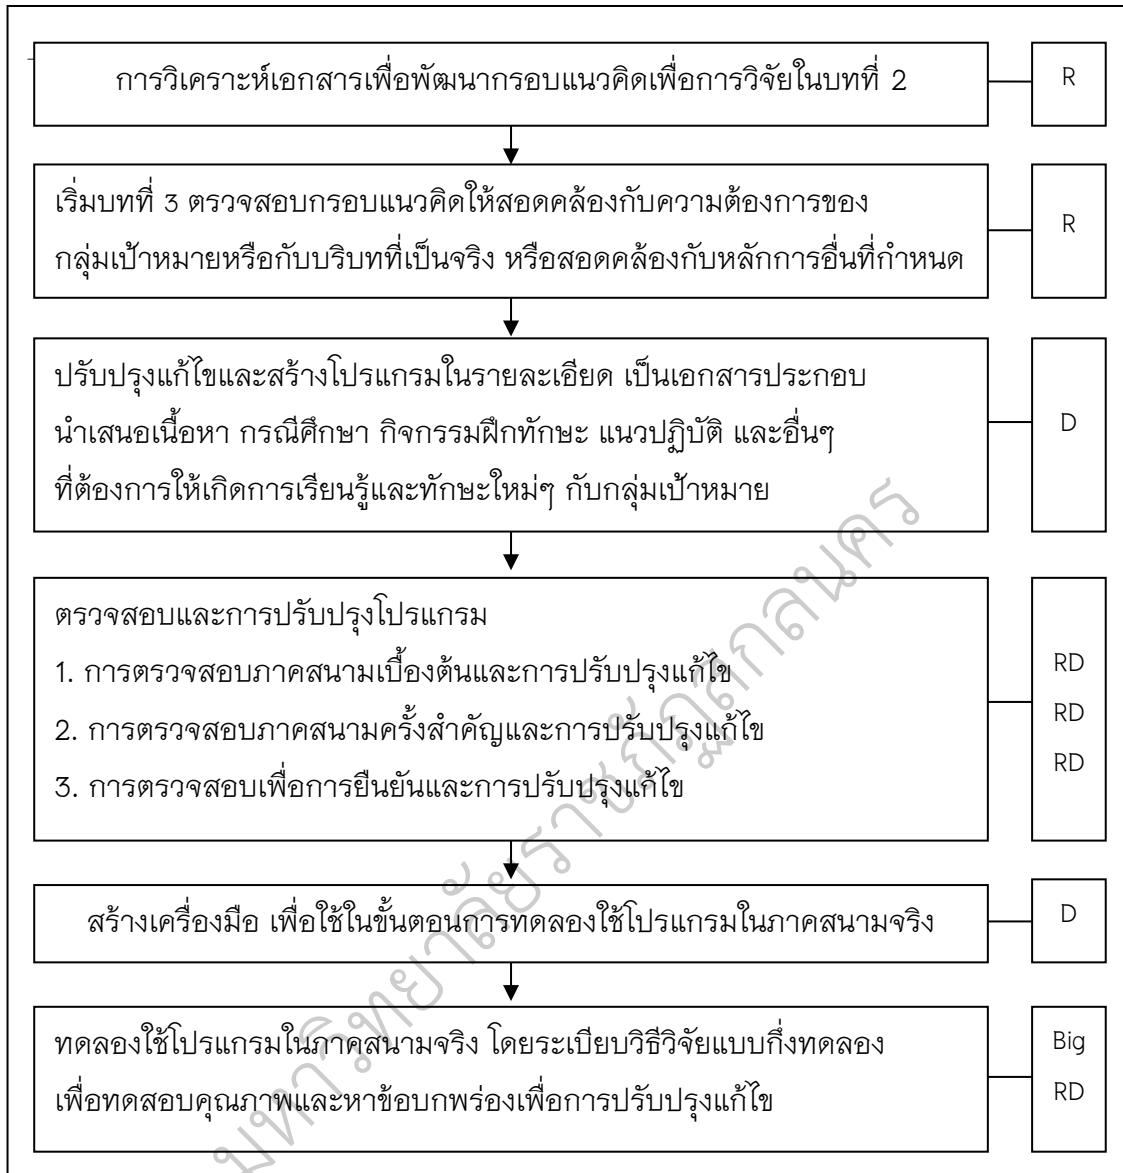 การวิเคราะห์เอกสารเพื่อพัฒนากรอบแนวคิดเพื่อการวิจัยในบทที่ 2
R
เริ่มบทที่ 3 ตรวจสอบกรอบแนวคิดให้สอดคล้องกับความต้องการของ
กลุ่มเป้าหมายหรือกับบริบทที่เป็นจริง หรือสอดคล้องกับหลักการอื่นที่กำหนด
R
ปรับปรุงแก้ไขและสร้างโปรแกรมในรายละเอียด เป็นเอกสารประกอบ
นำเสนอเนื้อหา กรณีศึกษา กิจกรรมฝึกทักษะ แนวปฏิบัติ และอื่นๆ
ที่ต้องการให้เกิดการเรียนรู้และทักษะใหม่ๆ กับกลุ่มเป้าหมาย
D
ตรวจสอบและการปรับปรุงโปรแกรม
1. การตรวจสอบภาคสนามเบื้องต้นและการปรับปรุงแก้ไข
2. การตรวจสอบภาคสนามครั้งสำคัญและการปรับปรุงแก้ไข
3. การตรวจสอบเพื่อการยืนยันและการปรับปรุงแก้ไข
RD
RD
RD
สร้างเครื่องมือ เพื่อใช้ในขั้นตอนการทดลองใช้โปรแกรมในภาคสนามจริง
D
ทดลองใช้โปรแกรมในภาคสนามจริง โดยระเบียบวิธีวิจัยแบบกึ่งทดลอง
เพื่อทดสอบคุณภาพและหาข้อบกพร่องเพื่อการปรับปรุงแก้ไข
Big
RD
มหาวิทยาลัยราชภัฏสกลนคร